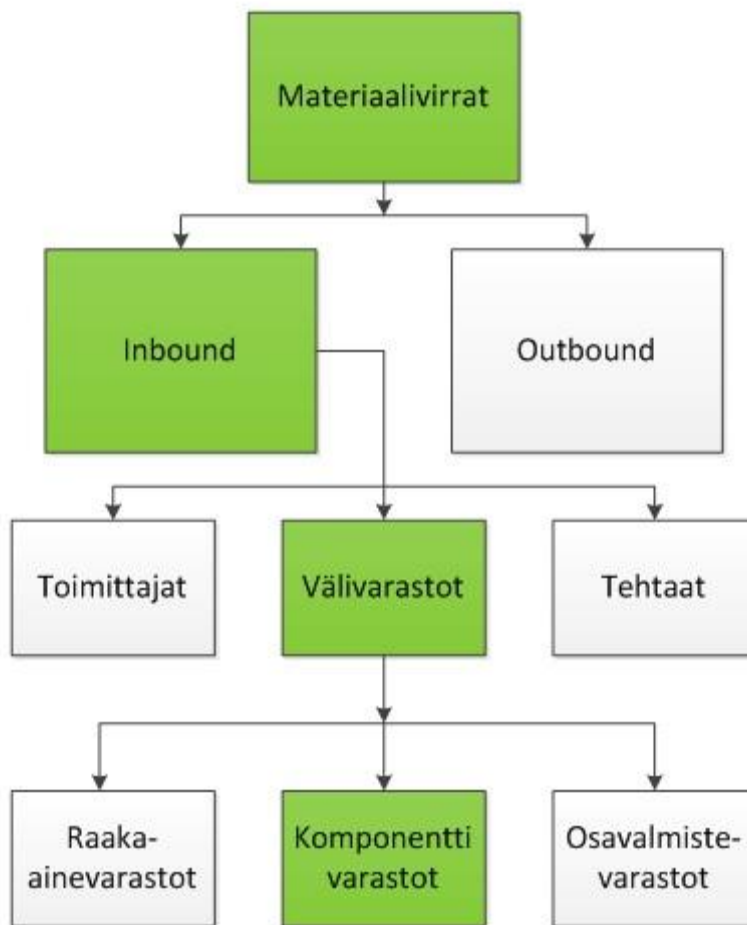 Materiaalivirrat
Inbound
Outbound
Toimittajat
Välivarastot
Tehtaat
Raaka-
ainevarastot
Komponentti
varastot
Osavalmiste-
varastot